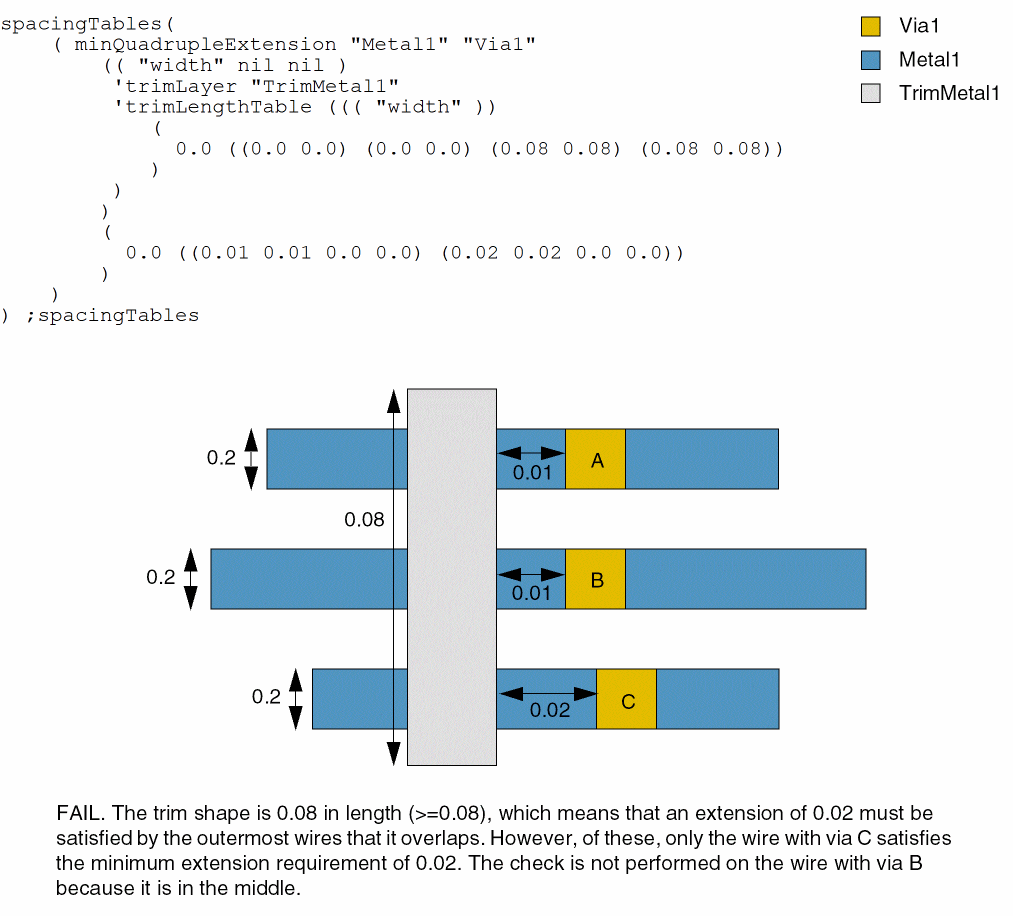 spacingTables(
( minQuadrupleExtension "Metal1" "Via1"
(( "width" nil nil )
'trimLayer "TrimMetal1"
'trimLengthTable ((( "width" ))
(
0.0 ((0.0 0.0) (0.0 0.0) (0.08 0.08) (0.08 0.08))
)
)
)
(
0.0 ((0.01 0.01 0.0 0.0) (0.02 0.02 0.0 0.0))
)
)
) ;spacingTables
Via1
Metal1
TrimMetal1
0.2
0.01
A
0.08
0.2
0.01
B
0.2
0.02
C
FAIL. The trim shape is 0.08 in length (>=0.08), which means that an extension of 0.02 must be
satisfied by the outermost wires that it overlaps. However, of these, only the wire with via C satisfies
the minimum extension requirement of 0.02. The check is not performed on the wire with via B
because it is in the middle.